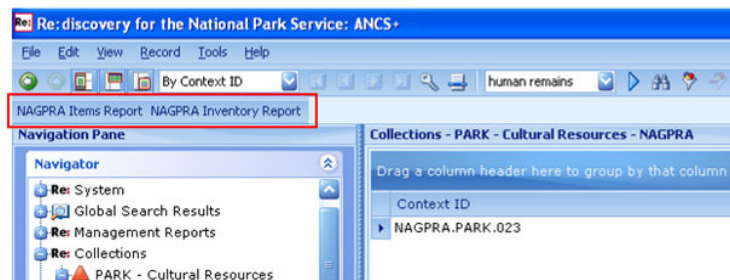 Re: Re:discovery for the National Park Service: ANCS+
File Edit View Record Tools Help
By Context ID human remains
NAGPRA Items Report NAGPRA Inventory Report
Navigation Pane
Collections - PARK - Cultural Resources - NAGPRA
Navigator
Drag a column header here to group by that column
Re: System
Context ID
Global Search Results
NAGPRA.PARK.023
Re: Management Reports
Re: Collections
PARK - Cultural Resources